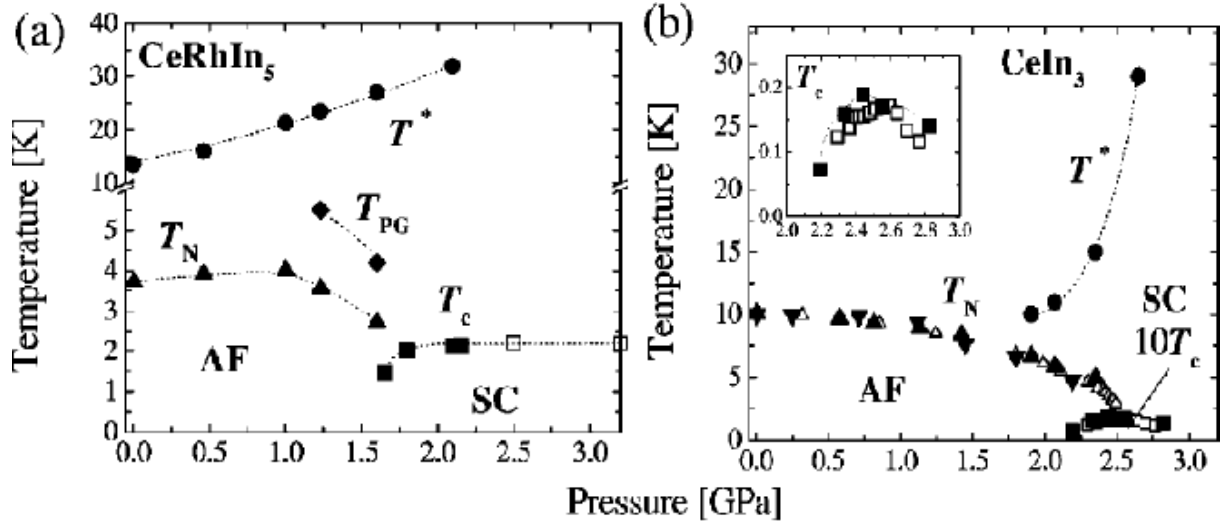 (a)
CeRhIn5
T*
TPG
TN
Tc
AF
SC
Temperature [K]
40
30
20
10
5
4
3
2
1
0
0.0 0.5 1.0 1.5 2.0 2.5 3.0
(b)
CeIn3
Tc
0.2
0.1
0.0
2.0 2.2 2.4 2.6 2.8 3.0
T*
TN
SC
10Tc
AF
Temperature [K]
30
25
20
15
10
5
0
0.0 0.5 1.0 1.5 2.0 2.5 3.0
Pressure [GPa]